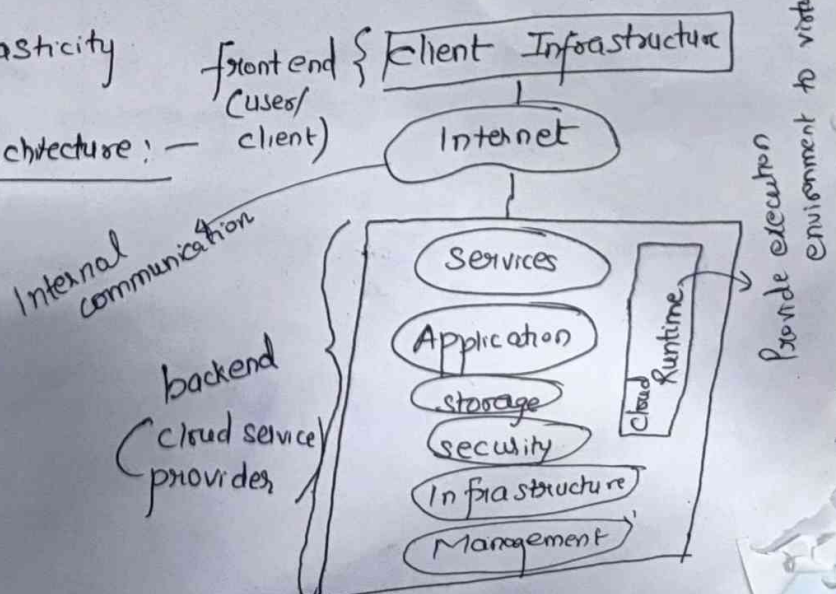 asticity
frontend { Client Infrastructure
(user/
client)
chitecture : —
Internet
Internal
communication
Services
Application
storage
security
Infrastructure
Management
Cloud
Runtime
Provide execution
environment to
backend
(cloud service
provider